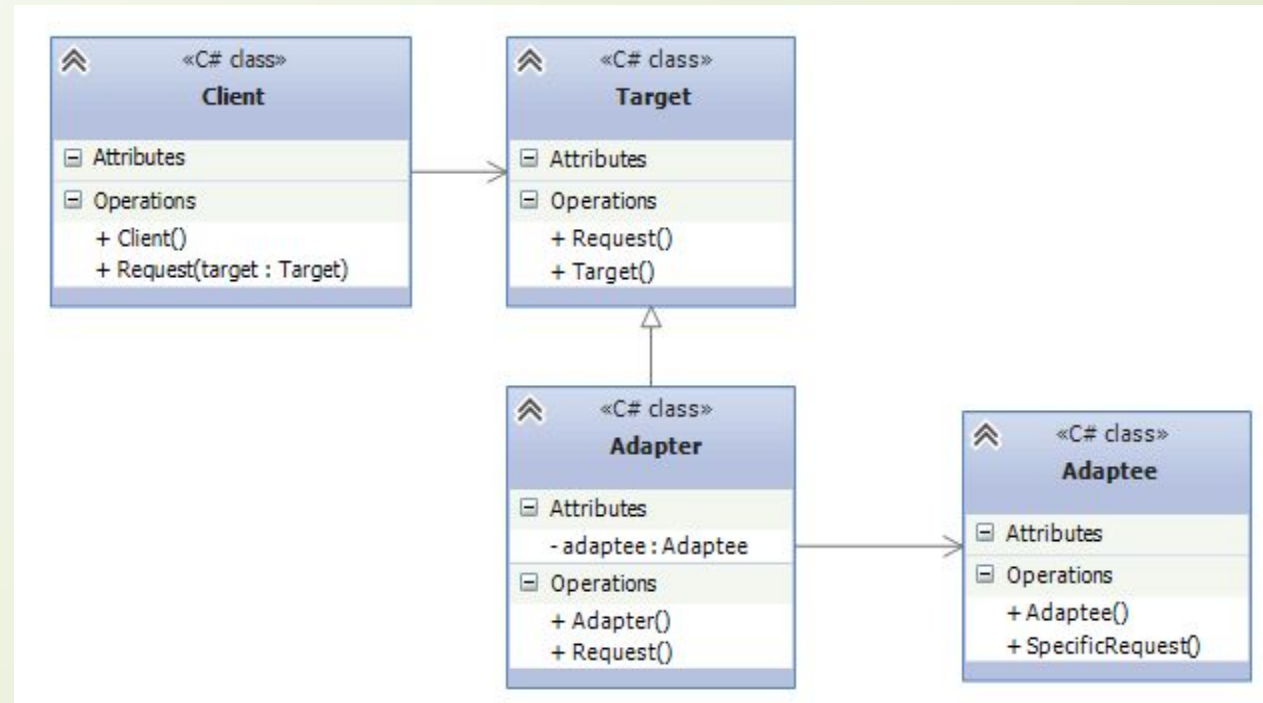 «C# class»
Client
Attributes
Operations
+ Client()
+ Request(target : Target)
«C# class»
Target
Attributes
Operations
+ Request()
+ Target()
«C# class»
Adapter
Attributes
- adaptee : Adaptee
Operations
+ Adapter()
+ Request()
«C# class»
Adaptee
Attributes
Operations
+ Adaptee()
+ SpecificRequest()